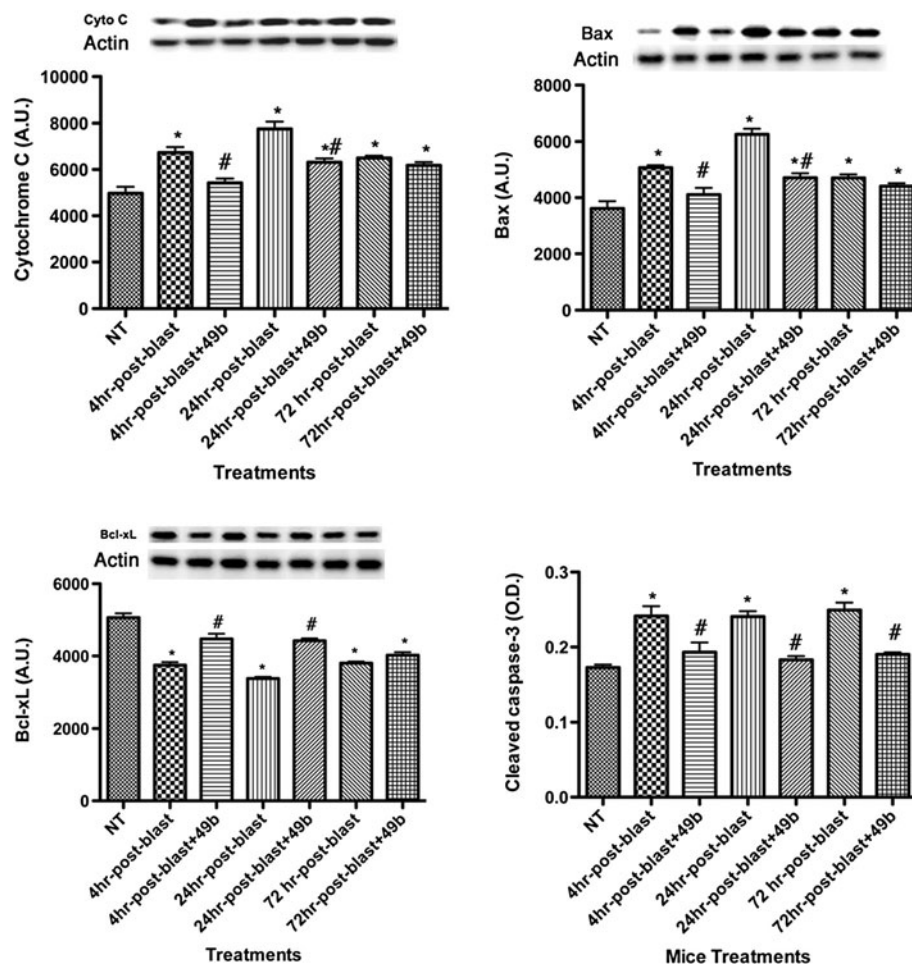 Cyto C
Actin
Cytochrome C (A.U.)
10000
8000
6000
4000
2000
0
*
#
*
*#
*
*
NT
4hr-post-blast
4hr-post-blast+49b
24hr-post-blast
24hr-post-blast+49b
72 hr-post-blast
72hr-post-blast+49b
Treatments
Bax
Actin
Bax (A.U.)
8000
6000
4000
2000
0
*
#
*
*#
*
*
NT
4hr-post-blast
4hr-post-blast+49b
24hr-post-blast
24hr-post-blast+49b
72 hr-post-blast
72hr-post-blast+49b
Treatments
Bcl-xL
Actin
Bcl-xL (A.U.)
6000
4000
2000
0
*
#
*
#
*
*
NT
4hr-post-blast
4hr-post-blast+49b
24hr-post-blast
24hr-post-blast+49b
72 hr-post-blast
72hr-post-blast+49b
Treatments
Cleaved caspase-3 (O.D.)
0.3
0.2
0.1
0.0
*
#
*
#
*
#
NT
4hr-post-blast
4hr-post-blast+49b
24hr-post-blast
24hr-post-blast+49b
72 hr-post-blast
72hr-post-blast+49b
Mice Treatments